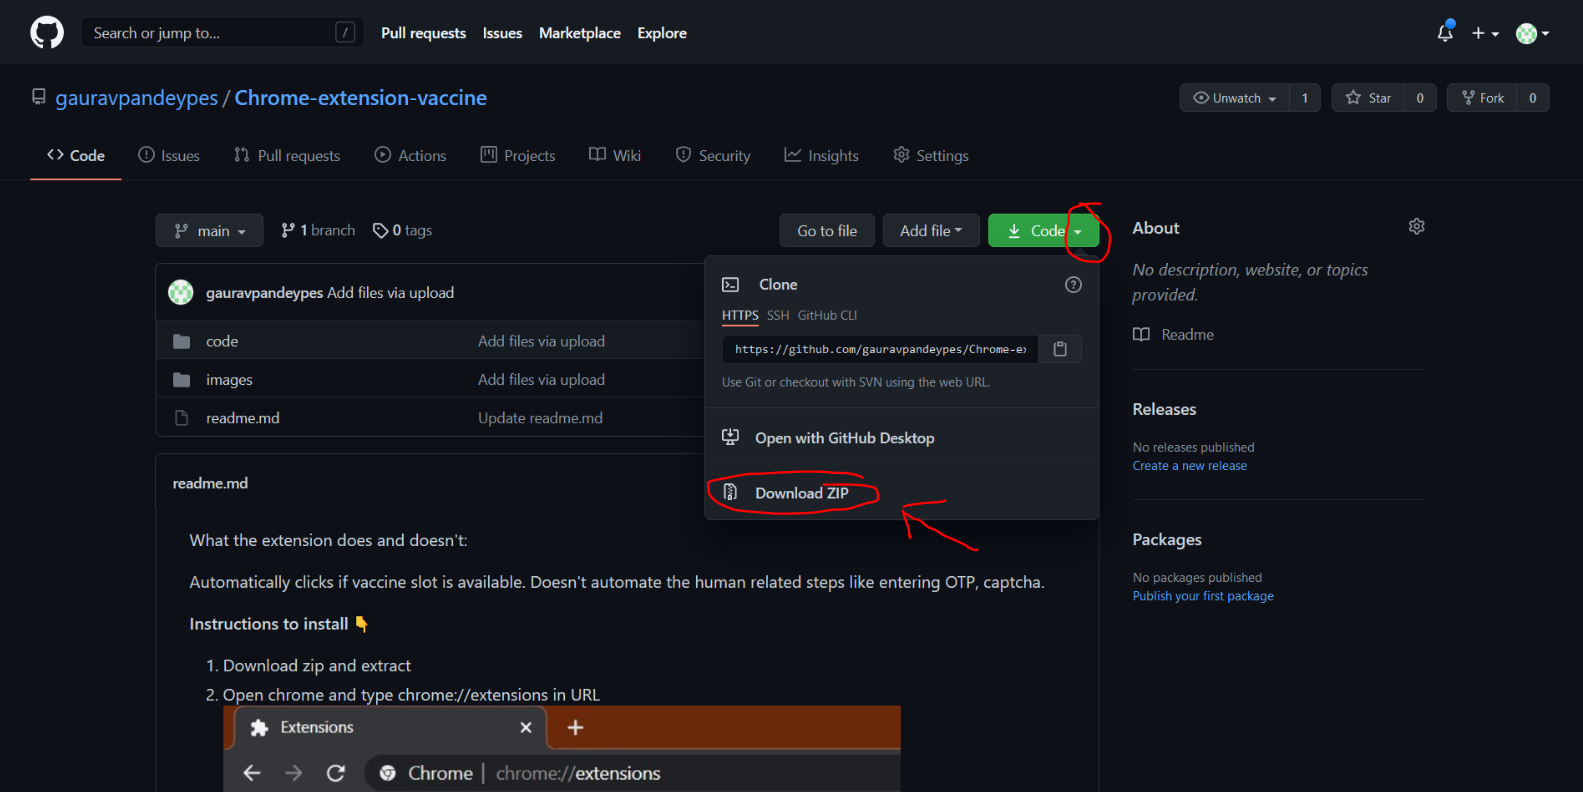 Search or jump to... /
Pull requests Issues Marketplace Explore
gauravpandeypes / Chrome-extension-vaccine
Unwatch 1 Star 0 Fork 0
Code Issues Pull requests Actions Projects Wiki Security Insights Settings
main 1 branch 0 tags
Go to file Add file Code
gauravpandeypes Add files via upload
code Add files via upload
images Add files via upload
readme.md Update readme.md
Clone
HTTPS SSH GitHub CLI
https://github.com/gauravpandeypes/Chrome-ex
Use Git or checkout with SVN using the web URL.
Open with GitHub Desktop
Download ZIP
About
No description, website, or topics
provided.
Readme
Releases
No releases published
Create a new release
Packages
No packages published
Publish your first package
readme.md
What the extension does and doesn't:
Automatically clicks if vaccine slot is available. Doesn't automate the human related steps like entering OTP, captcha.
Instructions to install 👇
1. Download zip and extract
2. Open chrome and type chrome://extensions in URL
Extensions
Chrome | chrome://extensions